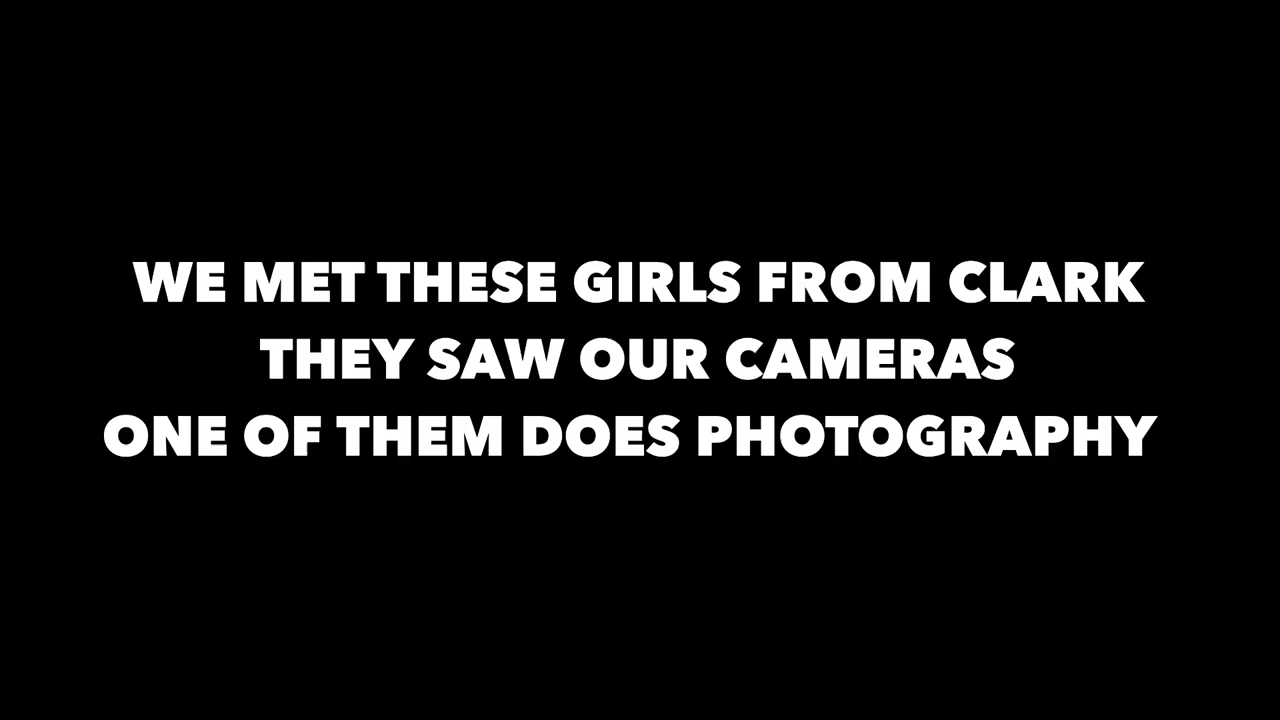 WE MET THESE GIRLS FROM CLARK
THEY SAW OUR CAMERAS
ONE OF THEM DOES PHOTOGRAPHY